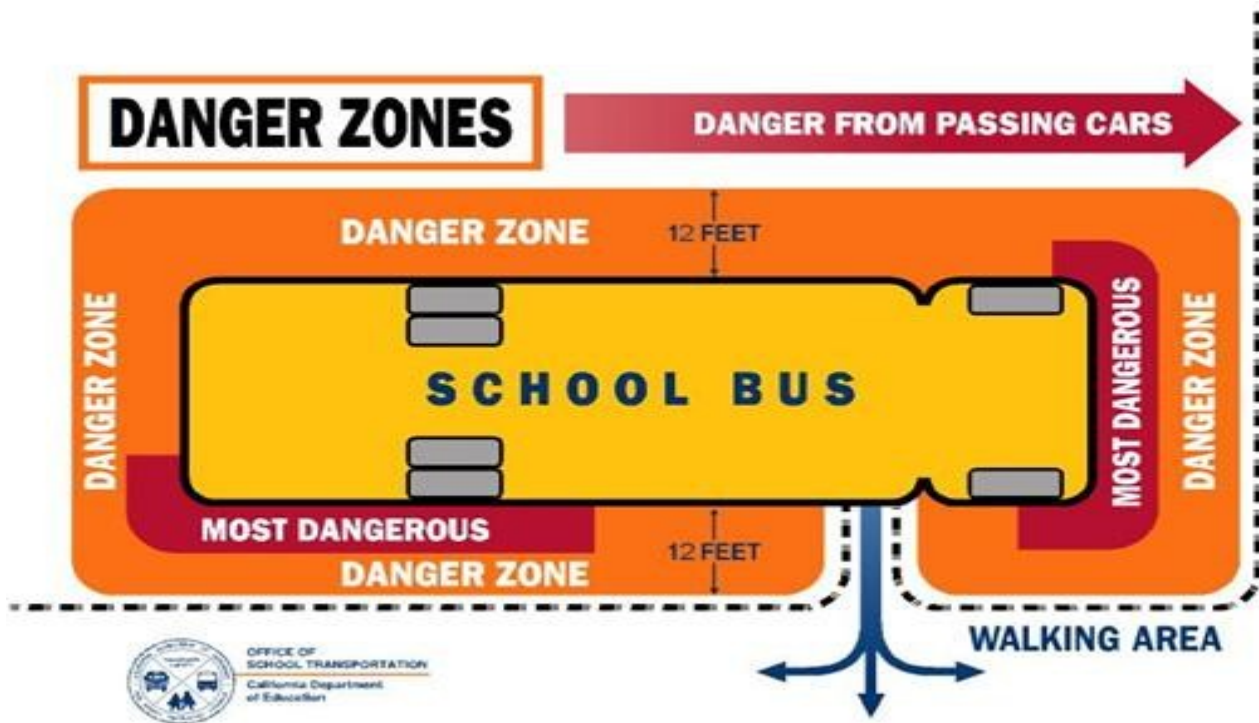 DANGER ZONES
DANGER FROM PASSING CARS
DANGER ZONE
12 FEET
DANGER ZONE
SCHOOL BUS
MOST DANGEROUS
DANGER ZONE
MOST DANGEROUS
12 FEET
DANGER ZONE
WALKING AREA
OFFICE OF
SCHOOL TRANSPORTATION
California Department
of Education